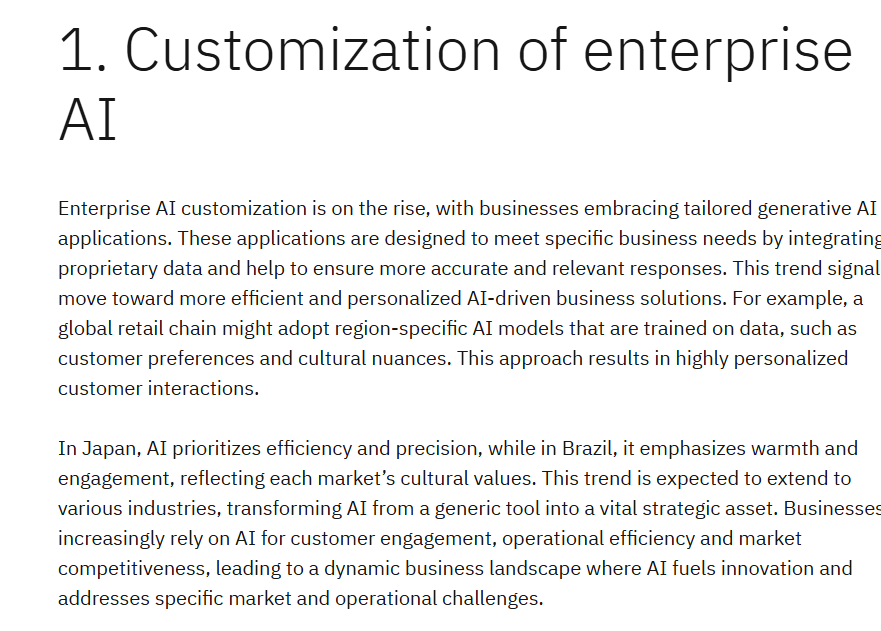 1. Customization of enterprise
AI
Enterprise AI customization is on the rise, with businesses embracing tailored generative AI
applications. These applications are designed to meet specific business needs by integrating
proprietary data and help to ensure more accurate and relevant responses. This trend signal
move toward more efficient and personalized AI-driven business solutions. For example, a
global retail chain might adopt region-specific AI models that are trained on data, such as
customer preferences and cultural nuances. This approach results in highly personalized
customer interactions.
In Japan, AI prioritizes efficiency and precision, while in Brazil, it emphasizes warmth and
engagement, reflecting each market’s cultural values. This trend is expected to extend to
various industries, transforming AI from a generic tool into a vital strategic asset. Businesses
increasingly rely on AI for customer engagement, operational efficiency and market
competitiveness, leading to a dynamic business landscape where AI fuels innovation and
addresses specific market and operational challenges.